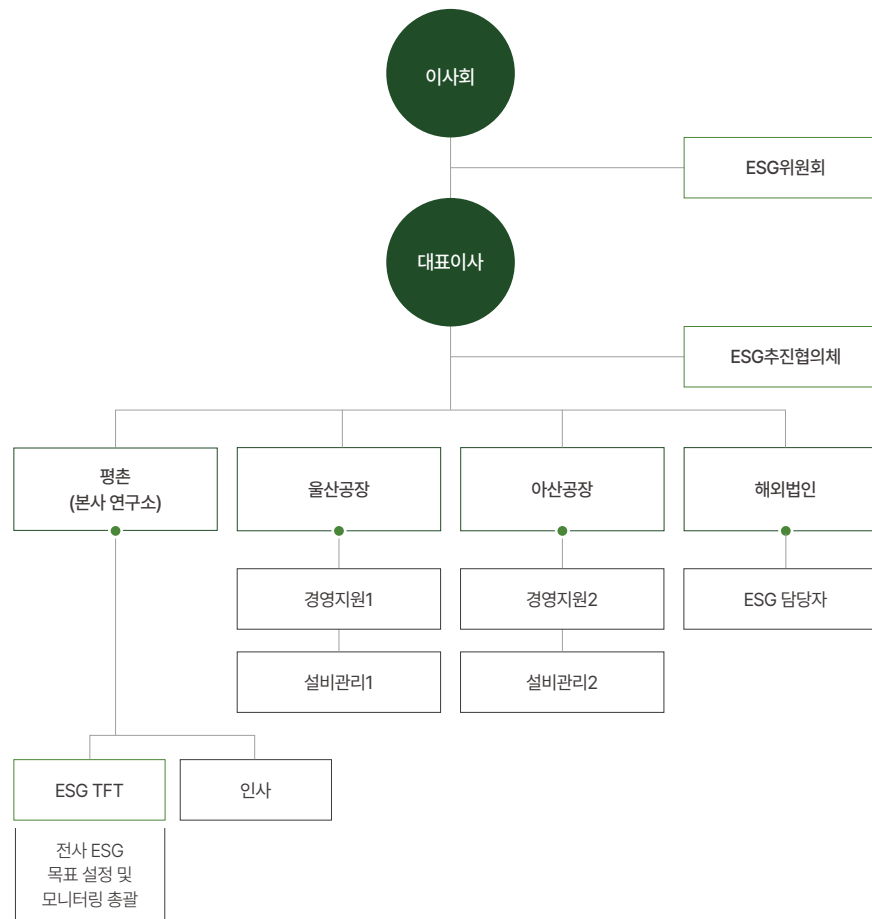 이사회
ESG위원회
대표이사
ESG추진협의체
평촌
(본사 연구소)
울산공장
아산공장
해외법인
경영지원1
경영지원2
ESG 담당자
설비관리1
설비관리2
ESG TFT
인사
전사 ESG
목표 설정 및
모니터링 총괄